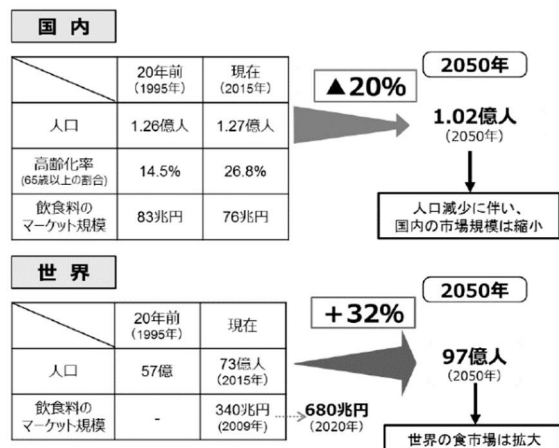 国 内
20年前 現在 2050年
(1995年) (2015年) ▲20%
人口 1.26億人 1.27億人 1.02億人
(2050年)
高齢化率 14.5% 26.8%
(65歳以上の割合)
飲食料の 83兆円 76兆円 人口減少に伴い、
マーケット規模 国内の市場規模は縮小
世 界
20年前 現在 +32% 2050年
(1995年)
人口 57億 73億人 97億人
(2015年) (2050年)
飲食料の - 340兆円 680兆円
マーケット規模 (2009年) (2020年)
世界の食市場は拡大